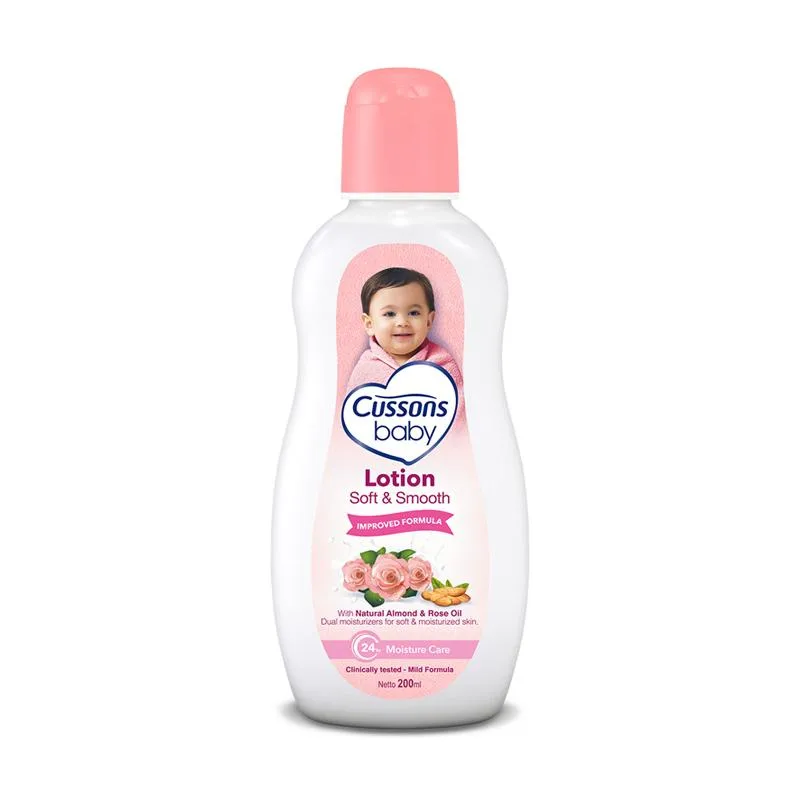 Cussons
baby
Lotion
Soft & Smooth
IMPROVED FORMULA
With Natural Almond & Rose Oil
Dual moisturizers for soft & moisturized skin.
24hr Moisture Care
Clinically tested - Mild Formula
Netto 200ml